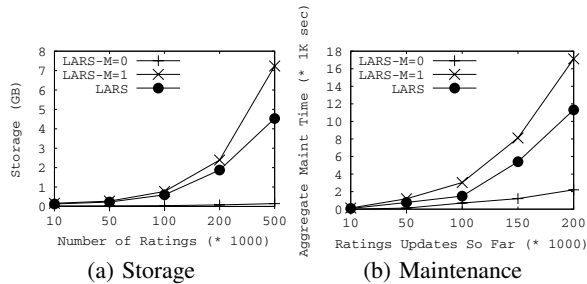 8
7
6
5
4
3
2
1
0
Storage (GB)
LARS-M=0
LARS-M=1
LARS
10 50 100 200 500
Number of Ratings (* 1000)
(a) Storage
18
16
14
12
10
8
6
4
2
0
Aggregate Maint Time (* 1K sec)
LARS-M=0
LARS-M=1
LARS
10 50 100 150 200
Ratings Updates So Far (* 1000)
(b) Maintenance